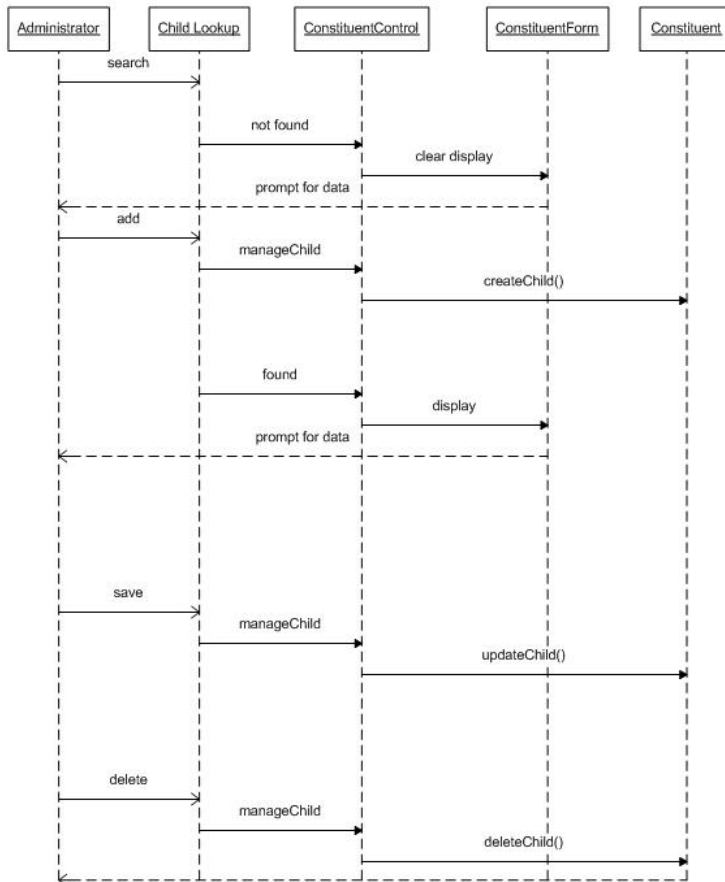 Administrator
Child Lookup
ConstituentControl
ConstituentForm
Constituent
search
not found
clear display
prompt for data
add
manageChild
createChild()
found
display
prompt for data
save
manageChild
updateChild()
delete
manageChild
deleteChild()